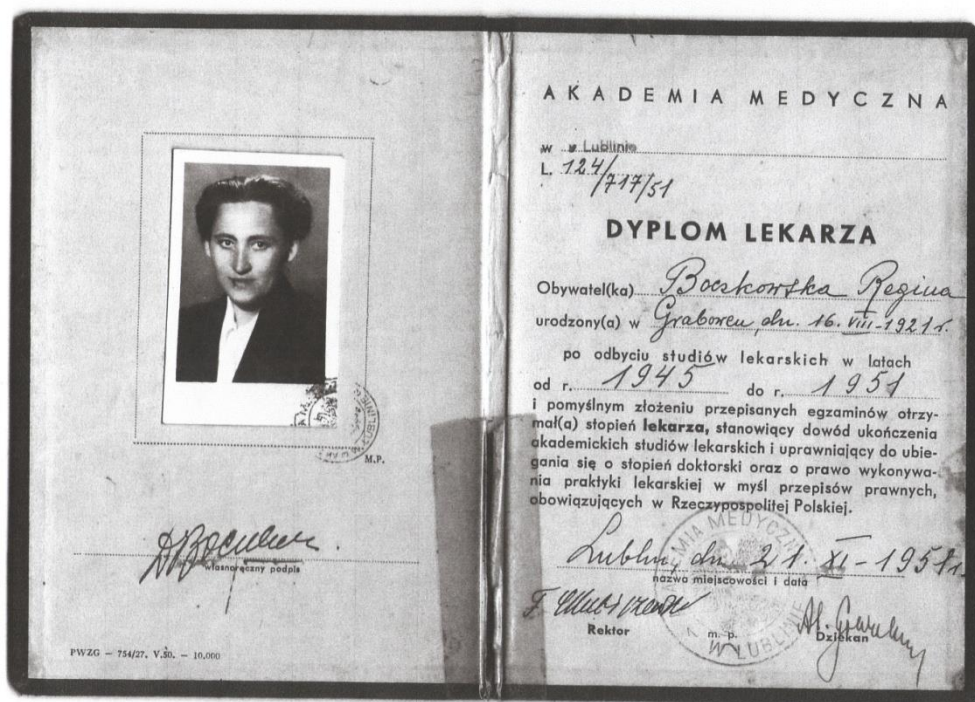 M.P.
własnoręczny podpis
PWZG — 754/27. V.50. — 10.000
AKADEMIA MEDYCZNA
w w Lublinie
L. 124/717/51
DYPLOM LEKARZA
Obywatel(ka) Boczkowska Regina
urodzony(a) w Graboweu, dn. 16. VIII-1921 r.
po odbyciu studiów lekarskich w latach
od r. 1945 do r. 1951
i pomyślnym złożeniu przepisanych egzaminów otrzy-
mał(a) stopień lekarza, stanowiący dowód ukończenia
akademickich studiów lekarskich i uprawniający do ubie-
gania się o stopień doktorski oraz o prawo wykonywa-
nia praktyki lekarskiej w myśl przepisów prawnych,
obowiązujących w Rzeczypospolitej Polskiej.
Lublin, dn. 21. XI-1951 r.
nazwa miejscowości i data
Rektor m. p. Dziekan
AKADEMIA MEDYCZNA W LUBLINIE